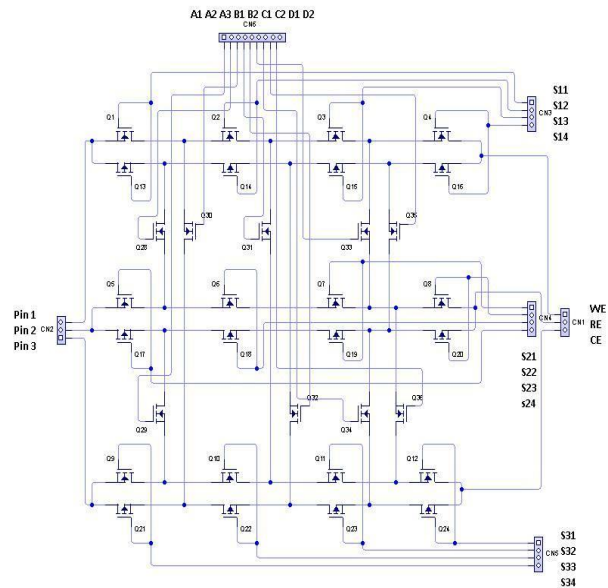 A1 A2 A3 B1 B2 C1 C2 D1 D2
CN6
S11
S12
CN3
S13
S14
Q1
Q2
Q3
Q4
Q13
Q14
Q15
Q16
Q30
Q35
Q28
Q31
Q33
Q5
Q6
Q7
Q8
Pin 1
Pin 2
CN2
Pin 3
CN4
CN1
WE
RE
CE
Q17
Q18
Q19
Q20
S21
S22
S23
S24
Q32
Q36
Q29
Q34
Q9
Q10
Q11
Q12
Q21
Q22
Q23
Q24
S31
S32
CN5
S33
S34